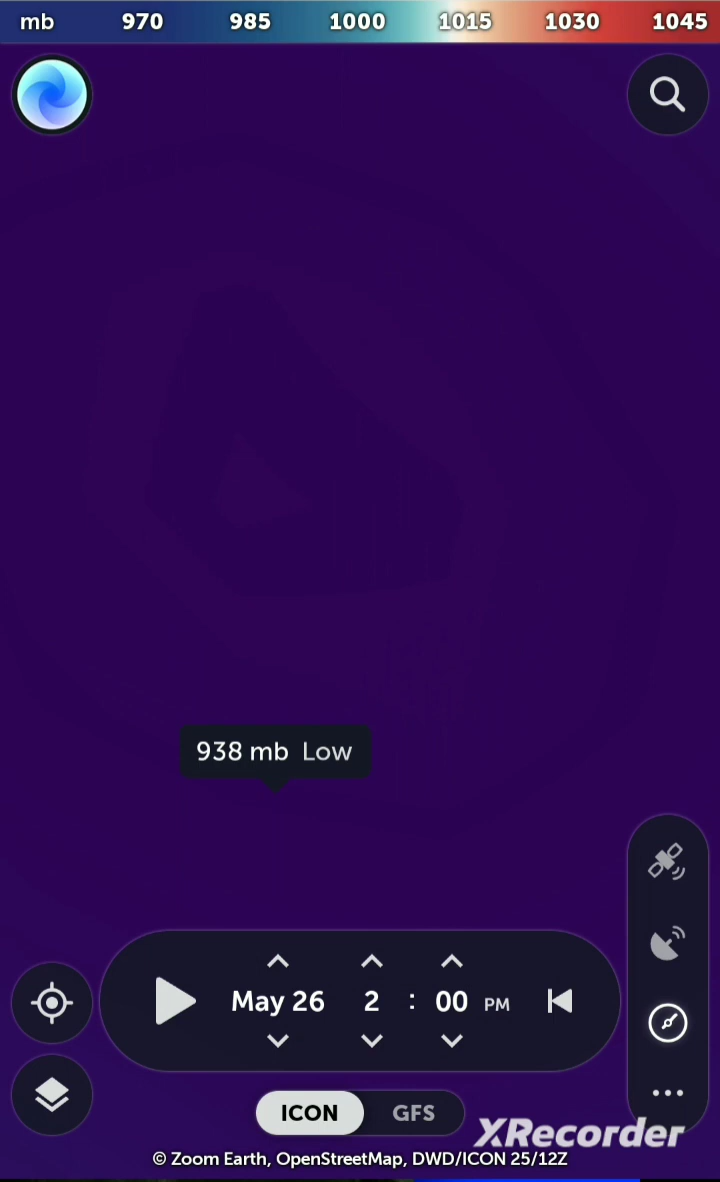 mb 970 985 1000 1015 1030 1045
938 mb Low
May 26 2 : 00 PM
ICON GFS
XRecorder
© Zoom Earth, OpenStreetMap, DWD/ICON 25/12Z